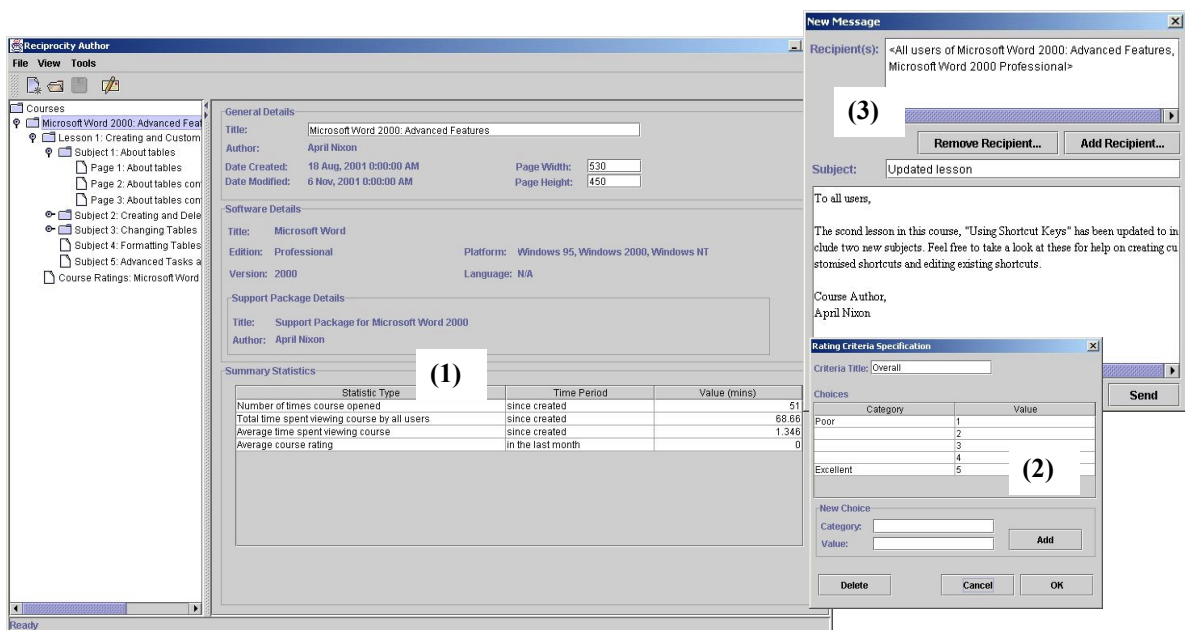 Reciprocity Author
File View Tools
Courses
Microsoft Word 2000: Advanced Feat
Lesson 1: Creating and Custom
Subject 1: About tables
Page 1: About tables
Page 2: About tables con
Page 3: About tables con
Subject 2: Creating and Dele
Subject 3: Changing Tables
Subject 4: Formatting Tables
Subject 5: Advanced Tasks a
Course Ratings: Microsoft Word
Ready
General Details
Title: Microsoft Word 2000: Advanced Features
Author: April Nixon
Date Created: 18 Aug, 2001 0:00:00 AM Page Width: 530
Date Modified: 6 Nov, 2001 0:00:00 AM Page Height: 450
Software Details
Title: Microsoft Word
Edition: Professional Platform: Windows 95, Windows 2000, Windows NT
Version: 2000 Language: N/A
Support Package Details
Title: Support Package for Microsoft Word 2000
Author: April Nixon
(1)
Summary Statistics
Statistic Type Time Period Value (mins)
Number of times course opened since created 51
Total time spent viewing course by all users since created 68.66
Average time spent viewing course since created 1.346
Average course rating in the last month 0
New Message
Recipient(s): <All users of Microsoft Word 2000: Advanced Features,
Microsoft Word 2000 Professional>
(3)
Remove Recipient... Add Recipient...
Subject: Updated lesson
To all users,
The scond lesson in this course, "Using Shortcut Keys" has been updated to in
clude two new subjects. Feel free to take a look at these for help on creating cu
stomised shortcuts and editing existing shortcuts.
Course Author,
April Nixon
Send
Rating Criteria Specification
Criteria Title: Overall
Choices
Category Value
Poor 1
2
3
4
Excellent 5
(2)
New Choice
Category:
Value:
Add
Delete Cancel OK